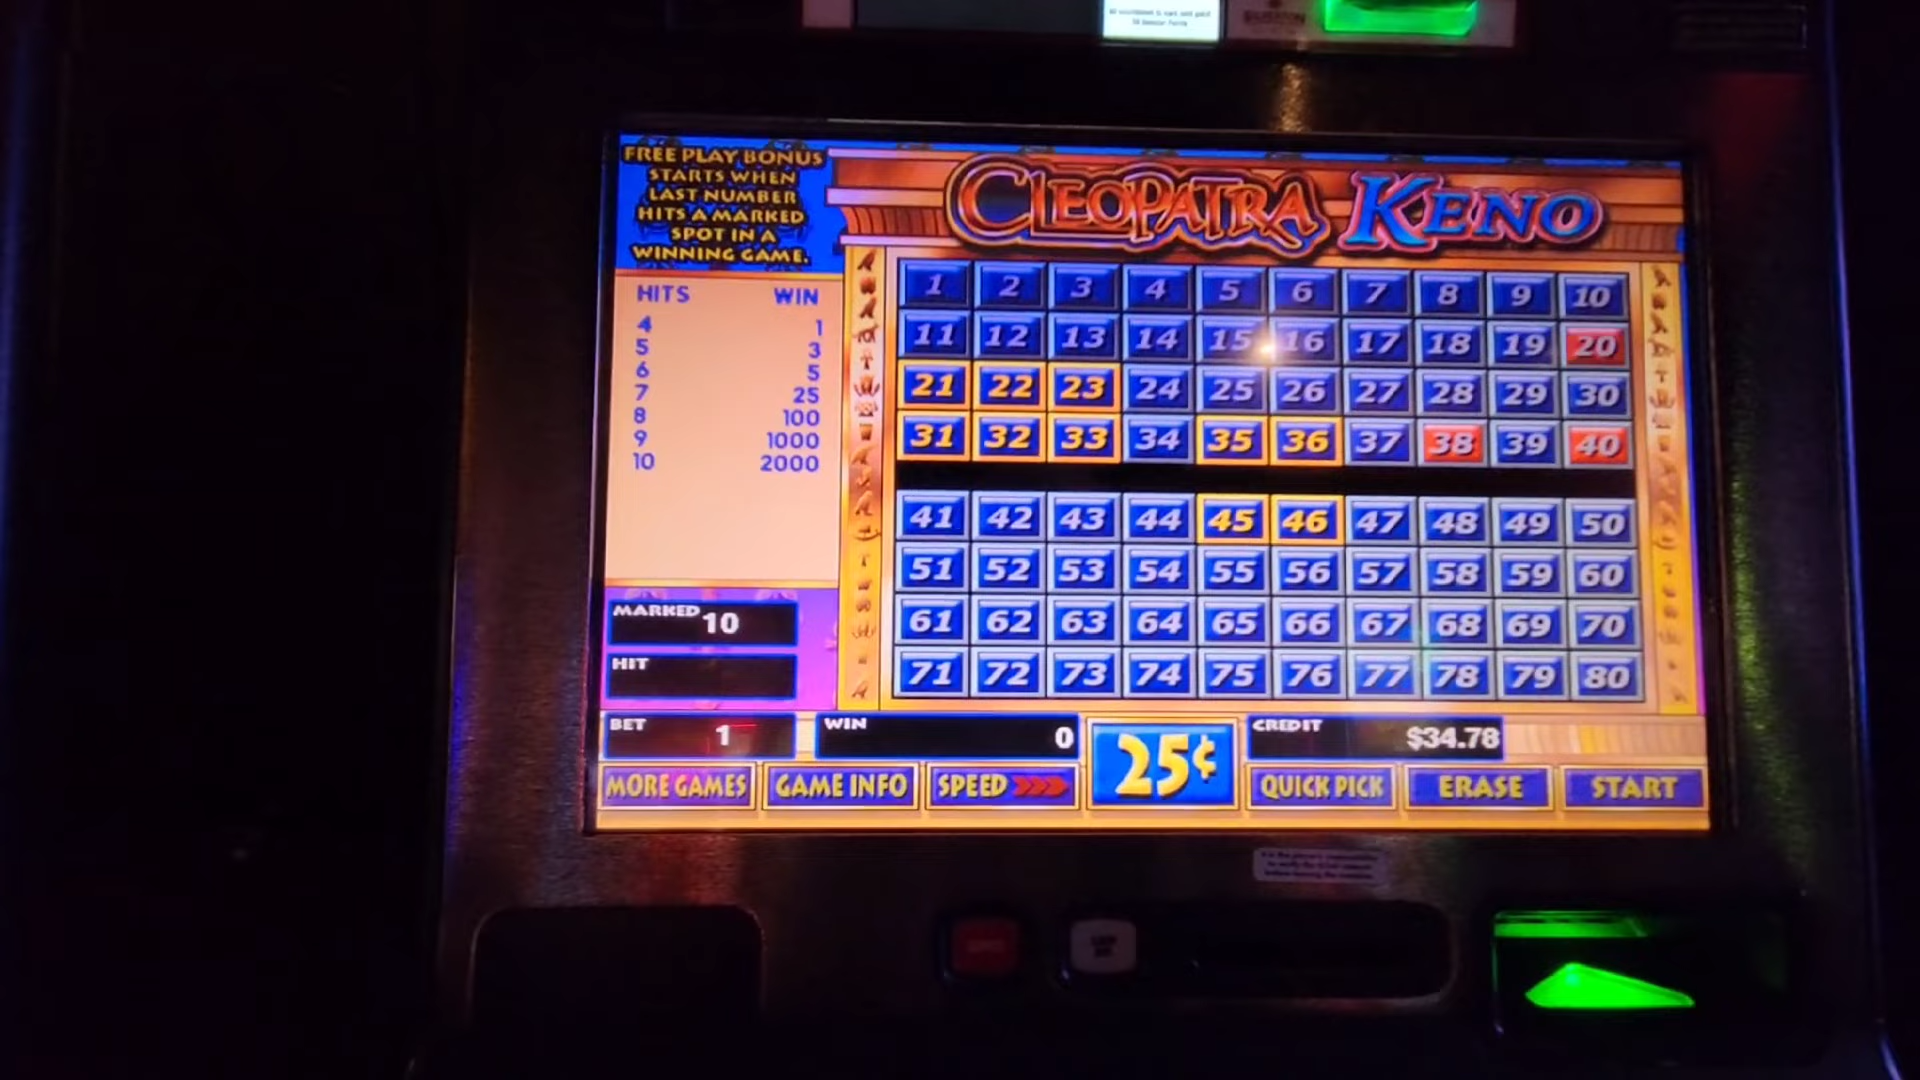 FREE PLAY BONUS
STARTS WHEN
LAST NUMBER
HITS A MARKED
SPOT IN A
WINNING GAME.
CLEOPATRA KENO
HITS WIN
4 1
5 3
6 5
7 25
8 100
9 1000
10 2000
1 2 3 4 5 6 7 8 9 10
11 12 13 14 15 16 17 18 19 20
21 22 23 24 25 26 27 28 29 30
31 32 33 34 35 36 37 38 39 40
41 42 43 44 45 46 47 48 49 50
51 52 53 54 55 56 57 58 59 60
61 62 63 64 65 66 67 68 69 70
71 72 73 74 75 76 77 78 79 80
MARKED 10
HIT
BET 1 WIN 0 25¢ CREDIT $34.78
MORE GAMES GAME INFO SPEED QUICK PICK ERASE START